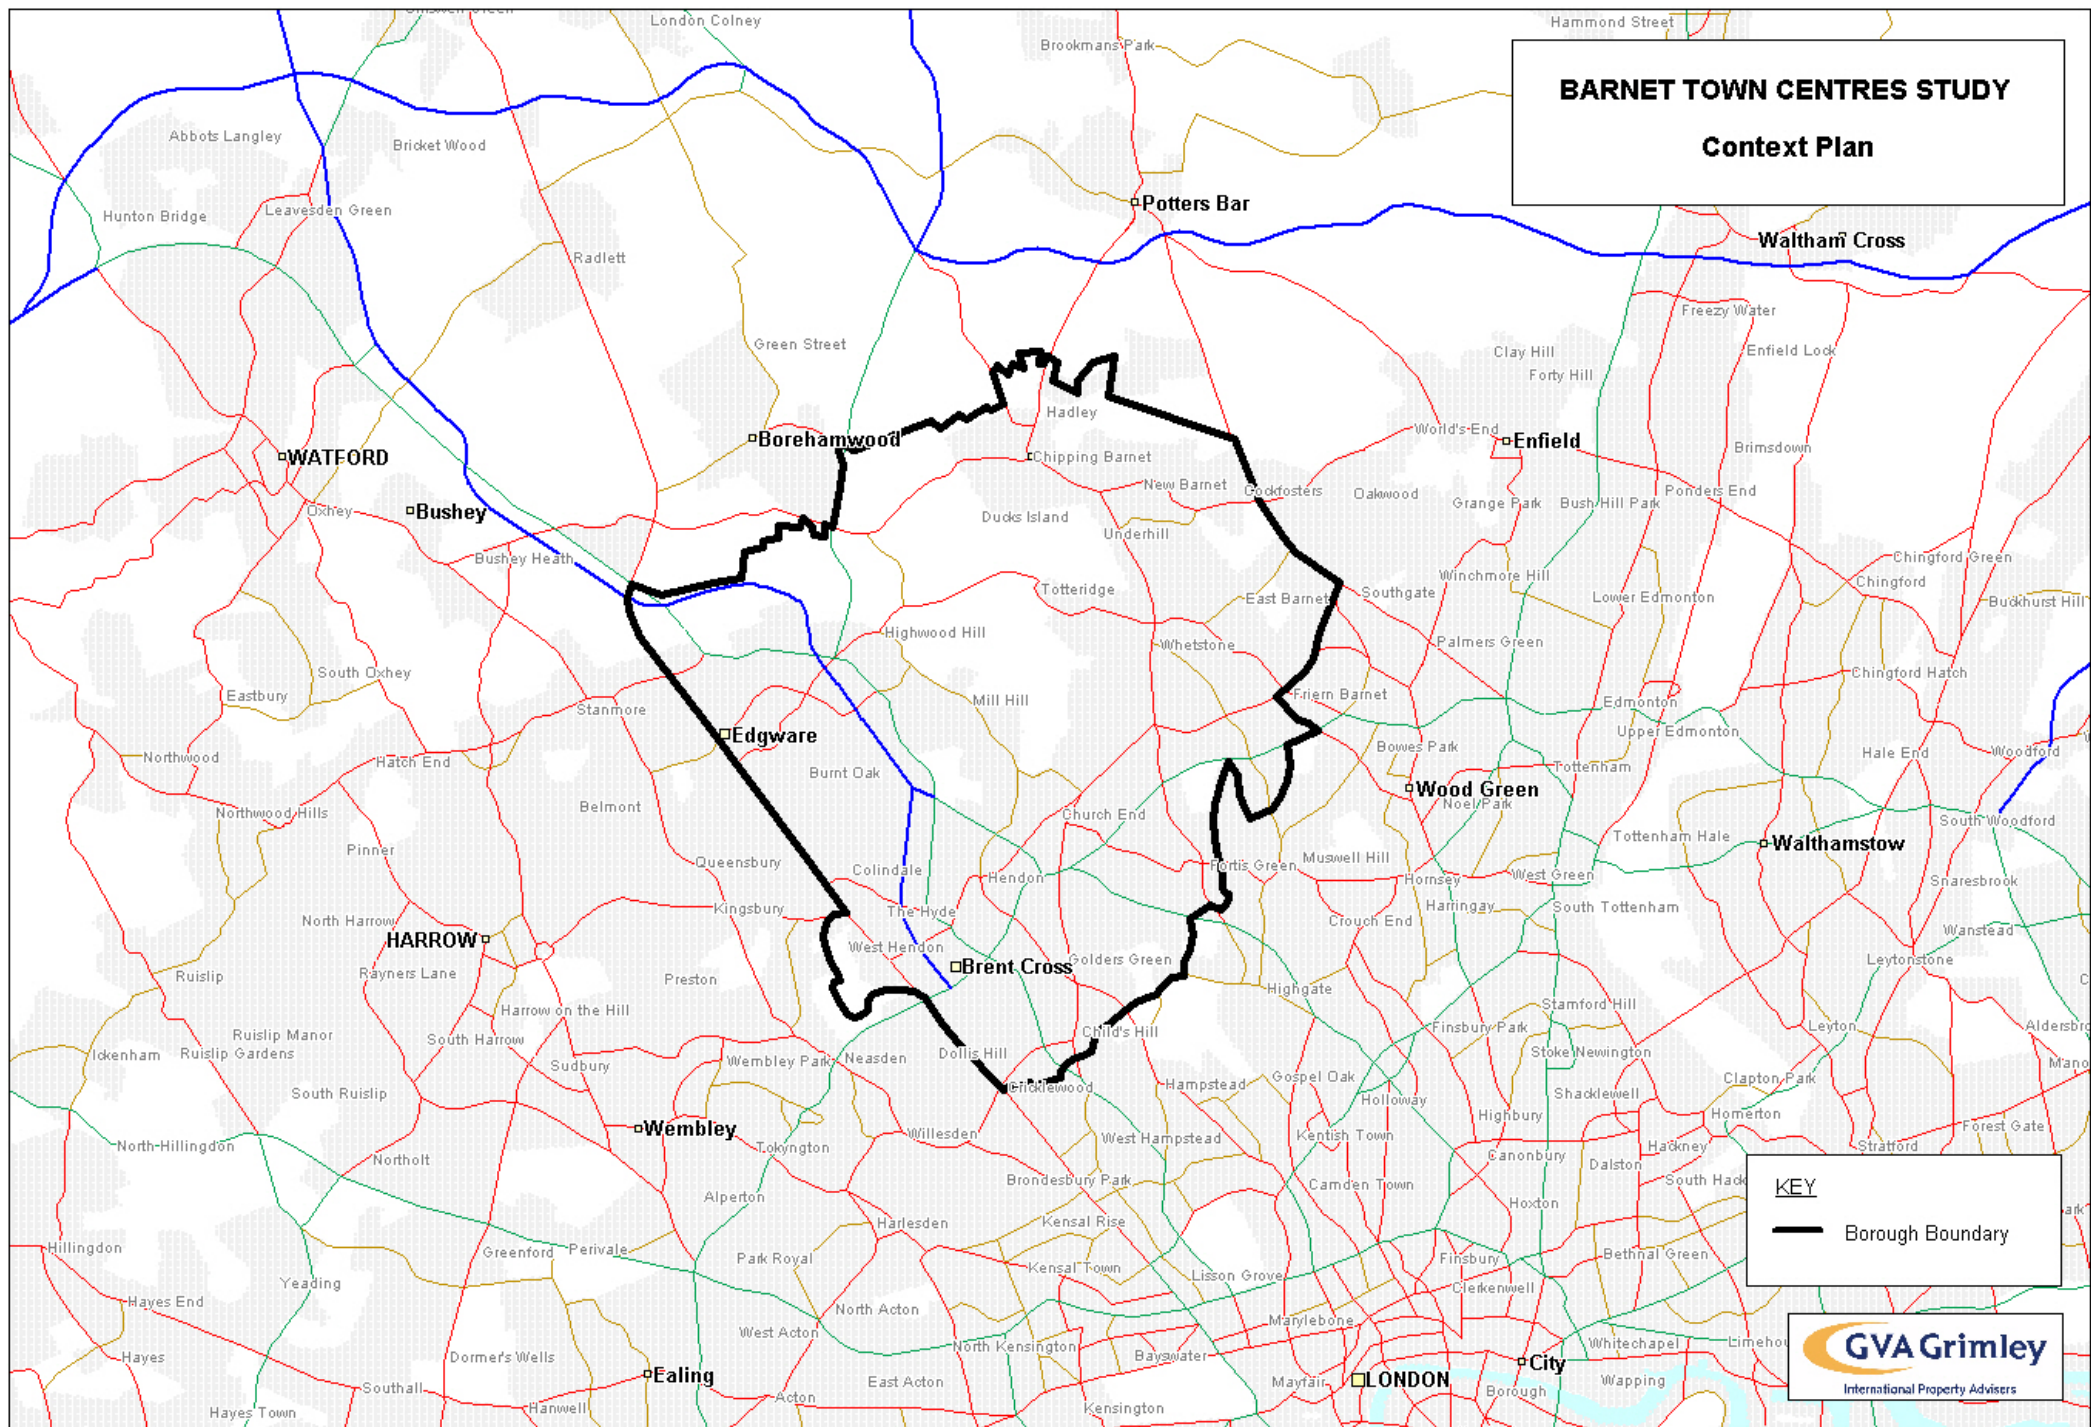 Chiswell Green
London Colney
Hammond Street
Brookmans Park
BARNET TOWN CENTRES STUDY
Context Plan
Abbots Langley
Bricket Wood
Potters Bar
Hunton Bridge
Leavesden Green
Waltham Cross
Radlett
Freezy Water
Green Street
Clay Hill
Enfield Lock
Forty Hill
Hadley
World's End
Enfield
Borehamwood
WATFORD
Chipping Barnet
Brimsdown
New Barnet
Cockfosters
Oakwood
Grange Park
Bush Hill Park
Ponders End
Oxhey
Bushey
Ducks Island
Underhill
Bushey Heath
Chingford Green
Winchmore Hill
Chingford
Totteridge
Southgate
East Barnet
Lower Edmonton
Buckhurst Hill
Highwood Hill
Whetstone
Palmers Green
South Oxhey
Chingford Hatch
Eastbury
Friern Barnet
Mill Hill
Edmonton
Stanmore
Upper Edmonton
Edgware
Bowes Park
Woodford
Hale End
Northwood
Hatch End
Burnt Oak
Tottenham
Wood Green
Noel Park
Belmont
Northwood Hills
Church End
South Woodford
Tottenham Hale
Walthamstow
Pinner
Queensbury
Colindale
Hendon
Fortis Green
Muswell Hill
Hornsey
West Green
Snaresbrook
Kingsbury
The Hyde
Harringay
South Tottenham
North Harrow
Crouch End
Wanstead
HARROW
West Hendon
Golders Green
Leytonstone
Brent Cross
Rayners Lane
Ruislip
Preston
Highgate
Harrow on the Hill
Stamford Hill
Child's Hill
Finsbury Park
Leyton
Ruislip Manor
South Harrow
Ickenham
Ruislip Gardens
Wembley Park
Neasden
Dollis Hill
Stoke Newington
Sudbury
Gospel Oak
Clapton Park
Hampstead
Cricklewood
South Ruislip
Holloway
Shacklewell
Highbury
Homerton
Wembley
Willesden
West Hampstead
Kentish Town
Forest Gate
North Hillingdon
Tokyngton
Hackney
Stratford
Northolt
Canonbury
Dalston
Brondesbury Park
Camden Town
South Hack
KEY
Alperton
Hoxton
Harlesden
Kensal Rise
Borough Boundary
Hillingdon
Greenford
Perivale
Park Royal
Finsbury
Bethnal Green
Kensal Town
Lisson Grove
Yeading
Clerkenwell
Hayes End
North Acton
Marylebone
West Acton
North Kensington
Whitechapel
Limehou
GVA Grimley
Hayes
Dormer's Wells
Bayswater
City
Ealing
East Acton
Mayfair
LONDON
Wapping
International Property Advisers
Southall
Acton
Borough
Hayes Town
Hanwell
Kensington